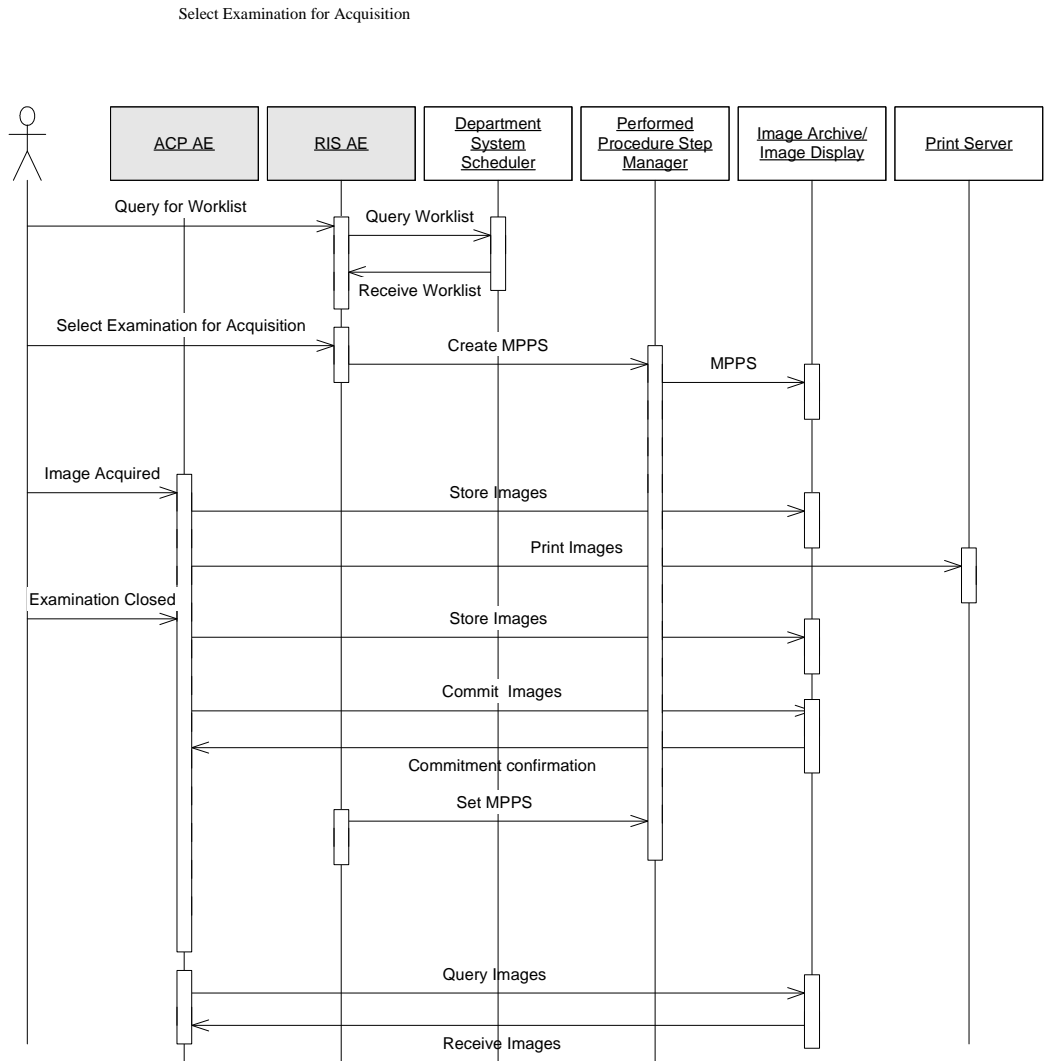 Select Examination for Acquisition
ACP AE
RIS AE
Department
System
Scheduler
Performed
Procedure Step
Manager
Image Archive/
Image Display
Print Server
Query for Worklist
Query Worklist
Receive Worklist
Select Examination for Acquisition
Create MPPS
MPPS
Image Acquired
Store Images
Print Images
Examination Closed
Store Images
Commit Images
Commitment confirmation
Set MPPS
Query Images
Receive Images